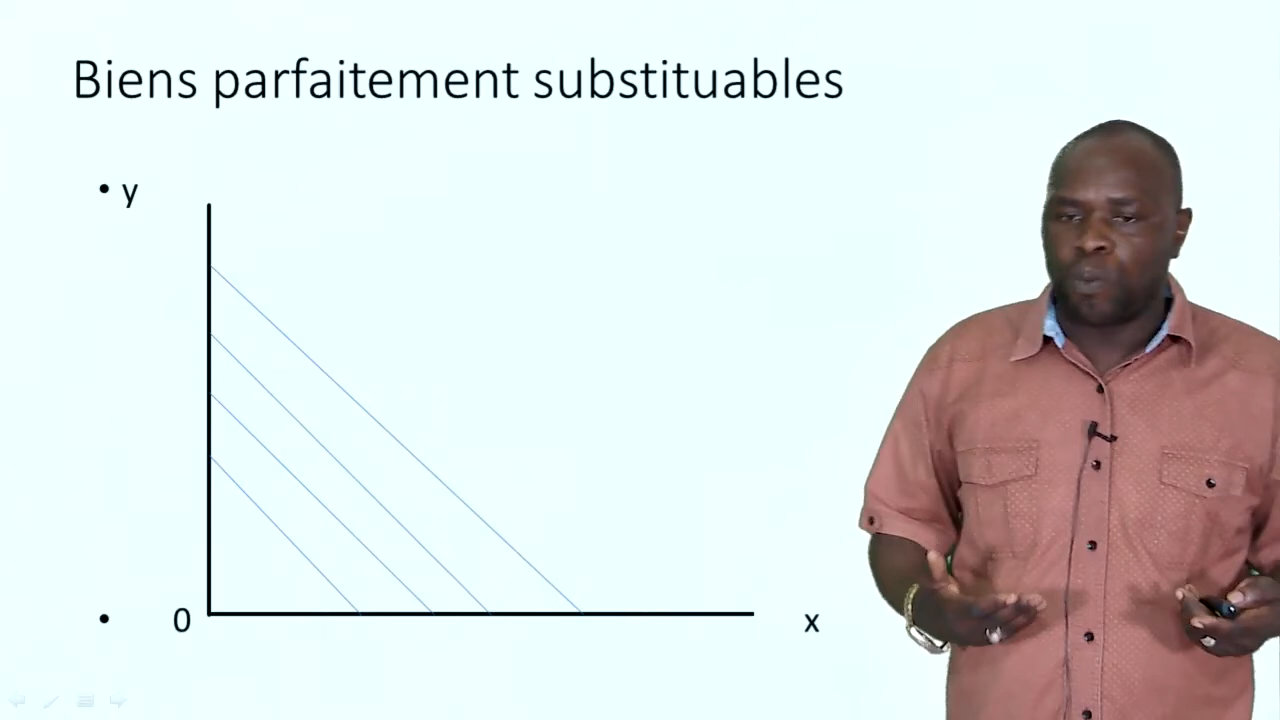 Biens parfaitement substituables
• y
• 0 x